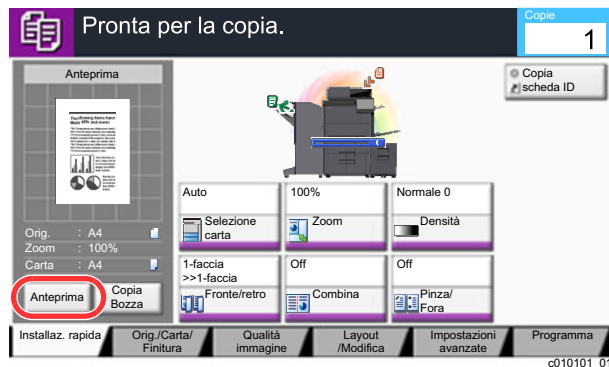 Pronta per la copia.
Copie
1
Anteprima
Copia
scheda ID
Orig. : A4
Zoom : 100%
Carta : A4
Anteprima
Copia
Bozza
Auto
Selezione
carta
100%
Zoom
Normale 0
Densità
1-faccia
>>1-faccia
Fronte/retro
Off
Combina
Off
Pinza/
Fora
Installaz. rapida
Orig./Carta/
Finitura
Qualità
immagine
Layout
/Modifica
Impostazioni
avanzate
Programma
c010101_01